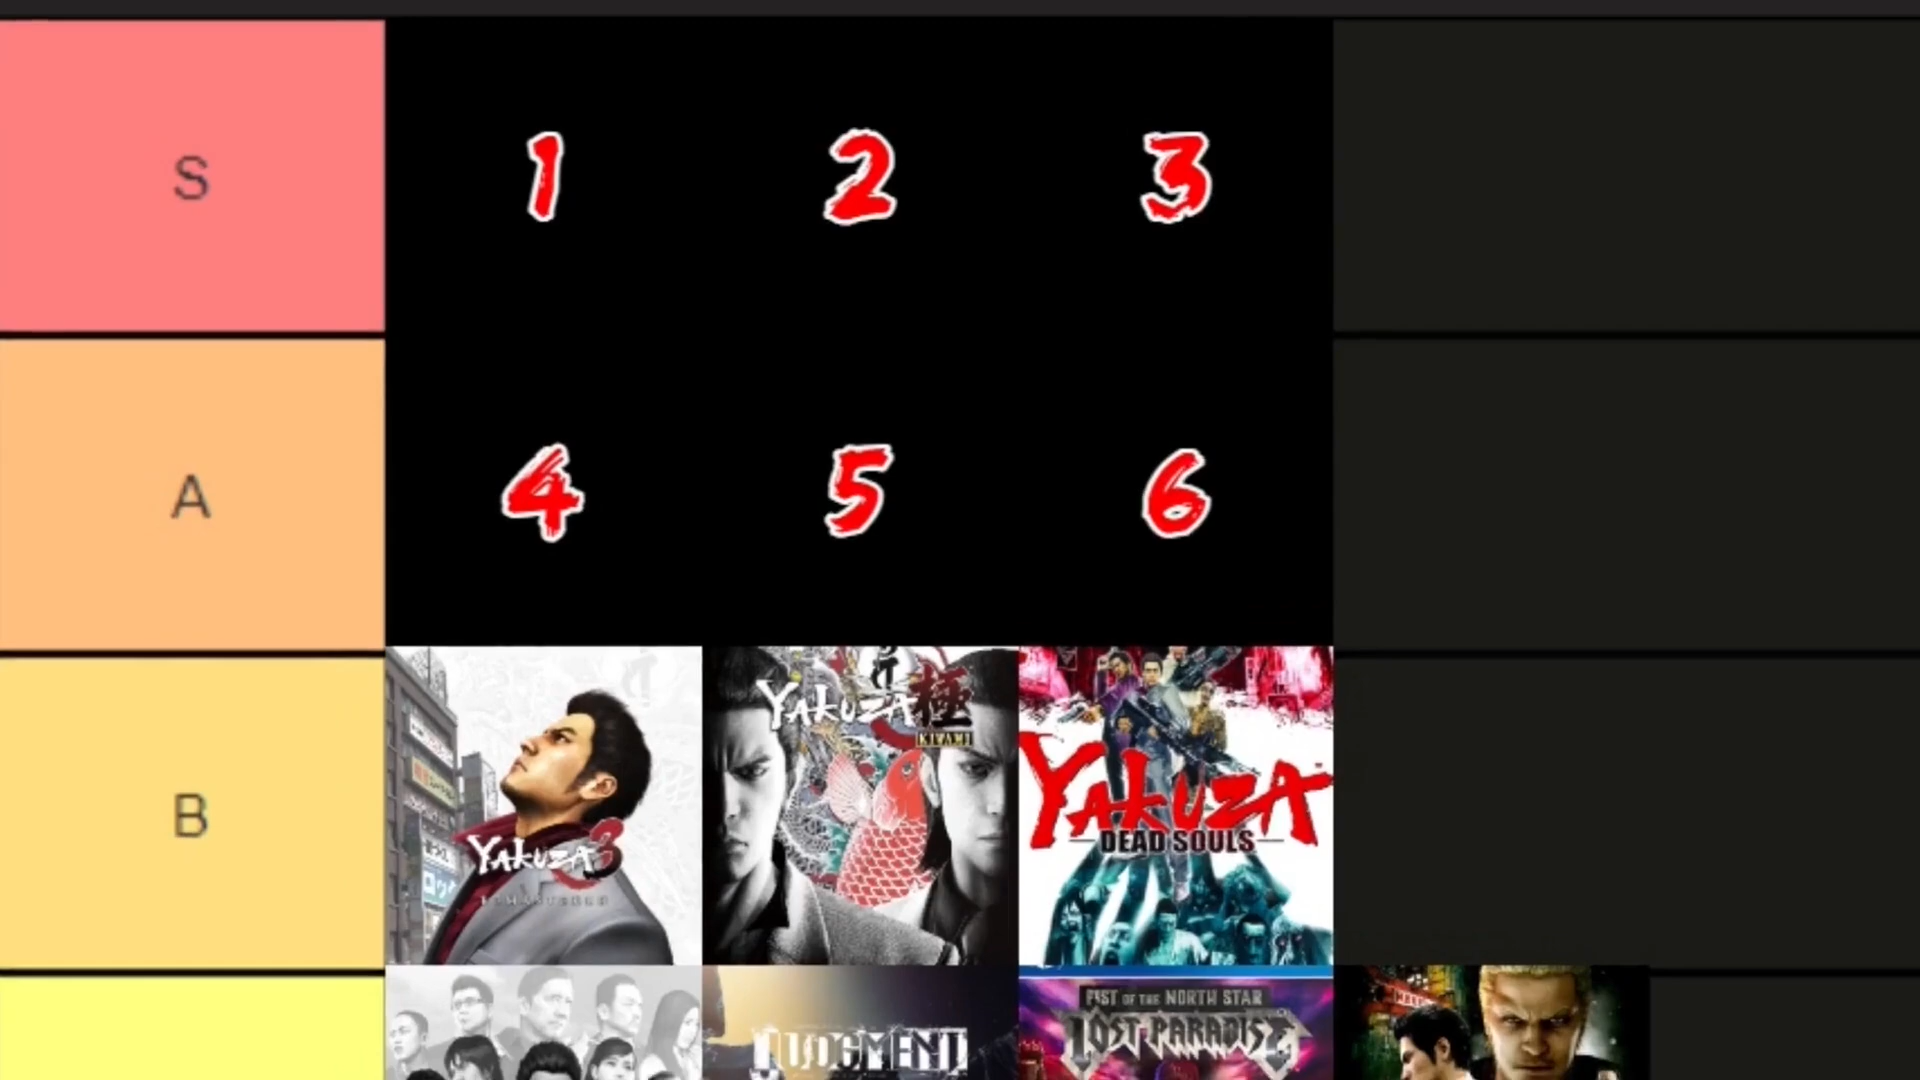 S
1 2 3
A
4 5 6
B
YAKUZA 3
REMASTERED
YAKUZA 極
KIWAMI
YAKUZA
DEAD SOULS
JUDGMENT
FIST OF THE NORTH STAR
LOST PARADISE